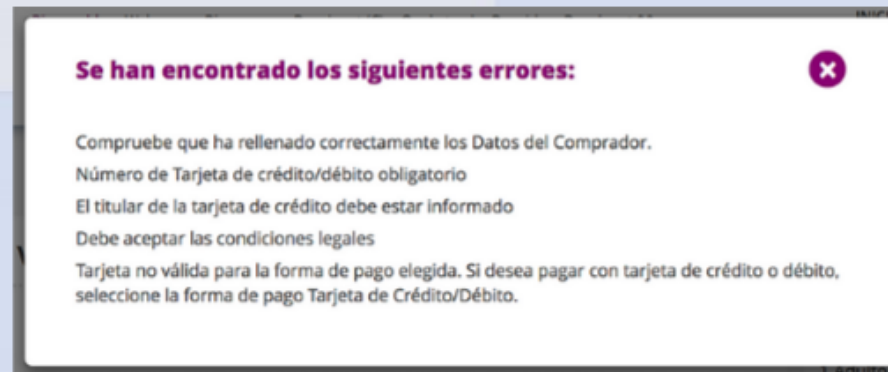 Se han encontrado los siguientes errores:
Compruebe que ha rellenado correctamente los Datos del Comprador.
Número de Tarjeta de crédito/débito obligatorio
El titular de la tarjeta de crédito debe estar informado
Debe aceptar las condiciones legales
Tarjeta no válida para la forma de pago elegida. Si desea pagar con tarjeta de crédito o débito,
seleccione la forma de pago Tarjeta de Crédito/Débito.
1 Adulto